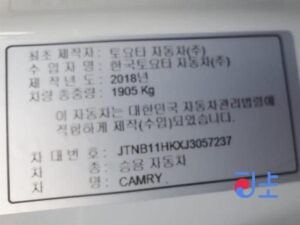 최초 제작자 : 토요타 자동차(주)
수 입 자 명 : 한국토요타 자동차(주)
제 작 년 도 : 2018년
차량 총중량 : 1905 Kg
이 자동차는 대한민국 자동차관리법령에
적합하게 제작(수입)되었습니다.
차 대 번 호 : JTNB11HKXJ3057237
차 종 : 승용 자동차
차 명 : CAMRY